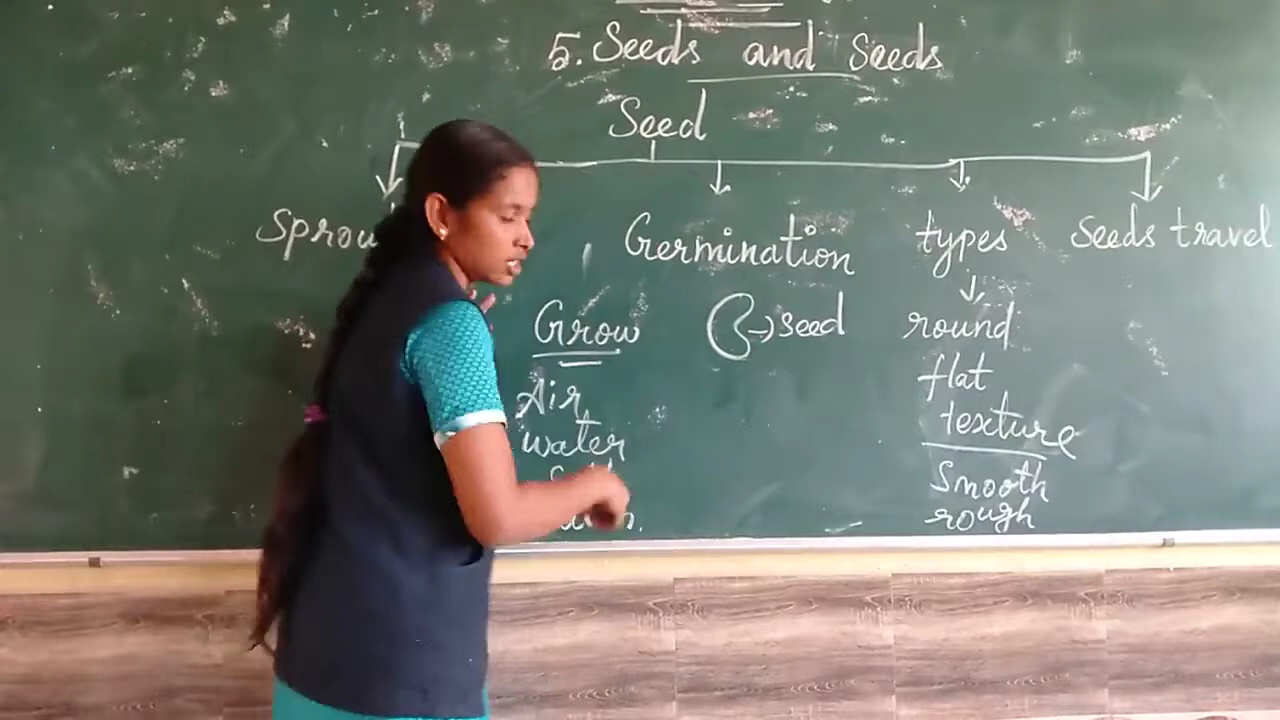 5. Seeds and Seeds
Seed
Sprou
Germination
types
Seeds travel
Grow
Air
water
seed
round
flat
texture
Smooth
rough